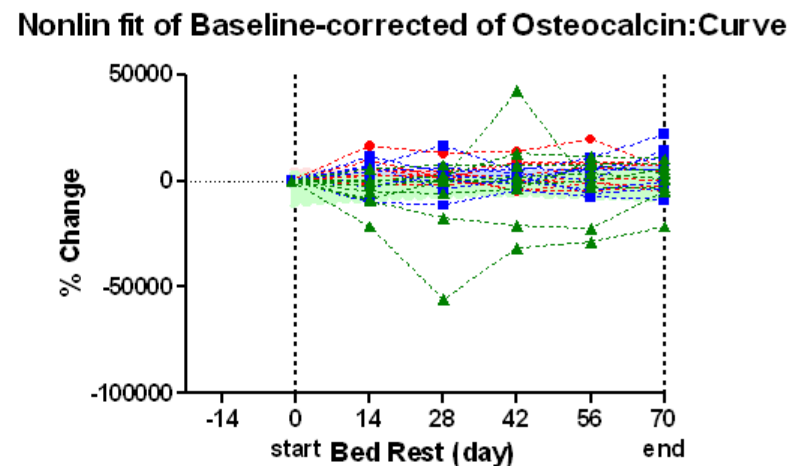 Nonlin fit of Baseline-corrected of Osteocalcin:Curve
50000
0
-50000
-100000
% Change
-14 0 14 28 42 56 70
start Bed Rest (day) end